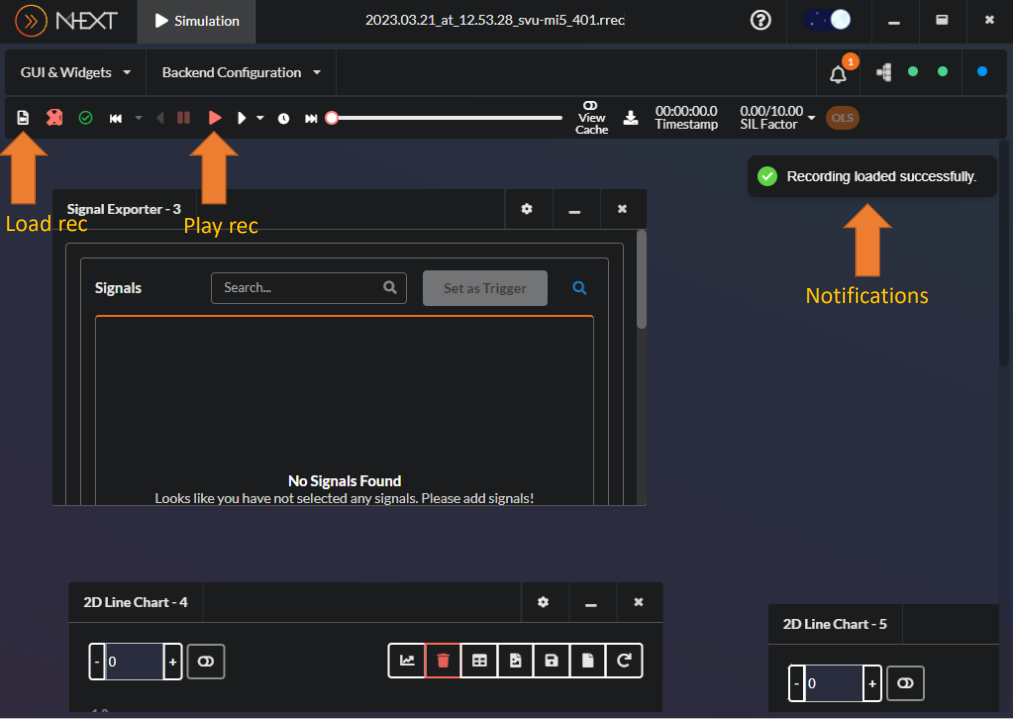 NEXT
Simulation
2023.03.21_at_12.53.28_svu-mi5_401.rrec
GUI & Widgets
Backend Configuration
1
View
Cache
00:00:00.0
Timestamp
0.00/10.00
SIL Factor
OLS
Recording loaded successfully.
Load rec
Play rec
Notifications
Signal Exporter - 3
Signals
Search...
Set as Trigger
No Signals Found
Looks like you have not selected any signals. Please add signals!
2D Line Chart - 4
- 0 +
2D Line Chart - 5
- 0 +